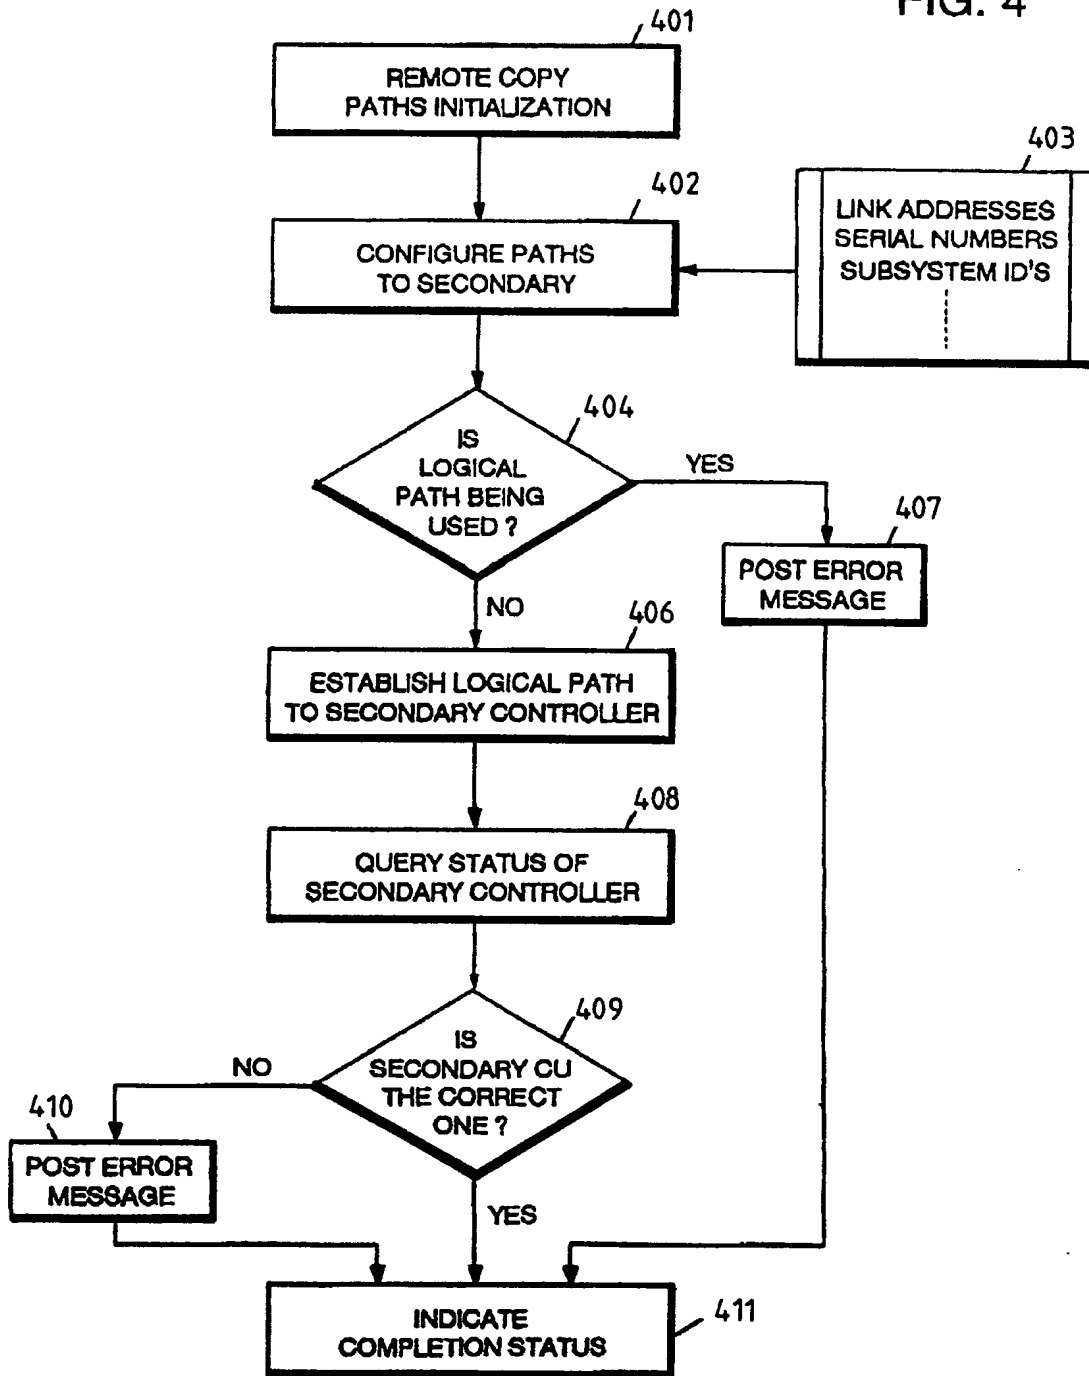 FIG. 4
401
REMOTE COPY
PATHS INITIALIZATION
402
CONFIGURE PATHS
TO SECONDARY
403
LINK ADDRESSES
SERIAL NUMBERS
SUBSYSTEM ID'S
404
IS
LOGICAL
PATH BEING
USED ?
YES
407
POST ERROR
MESSAGE
NO
406
ESTABLISH LOGICAL PATH
TO SECONDARY CONTROLLER
408
QUERY STATUS OF
SECONDARY CONTROLLER
409
IS
SECONDARY CU
THE CORRECT
ONE ?
NO
410
POST ERROR
MESSAGE
YES
INDICATE
COMPLETION STATUS
411